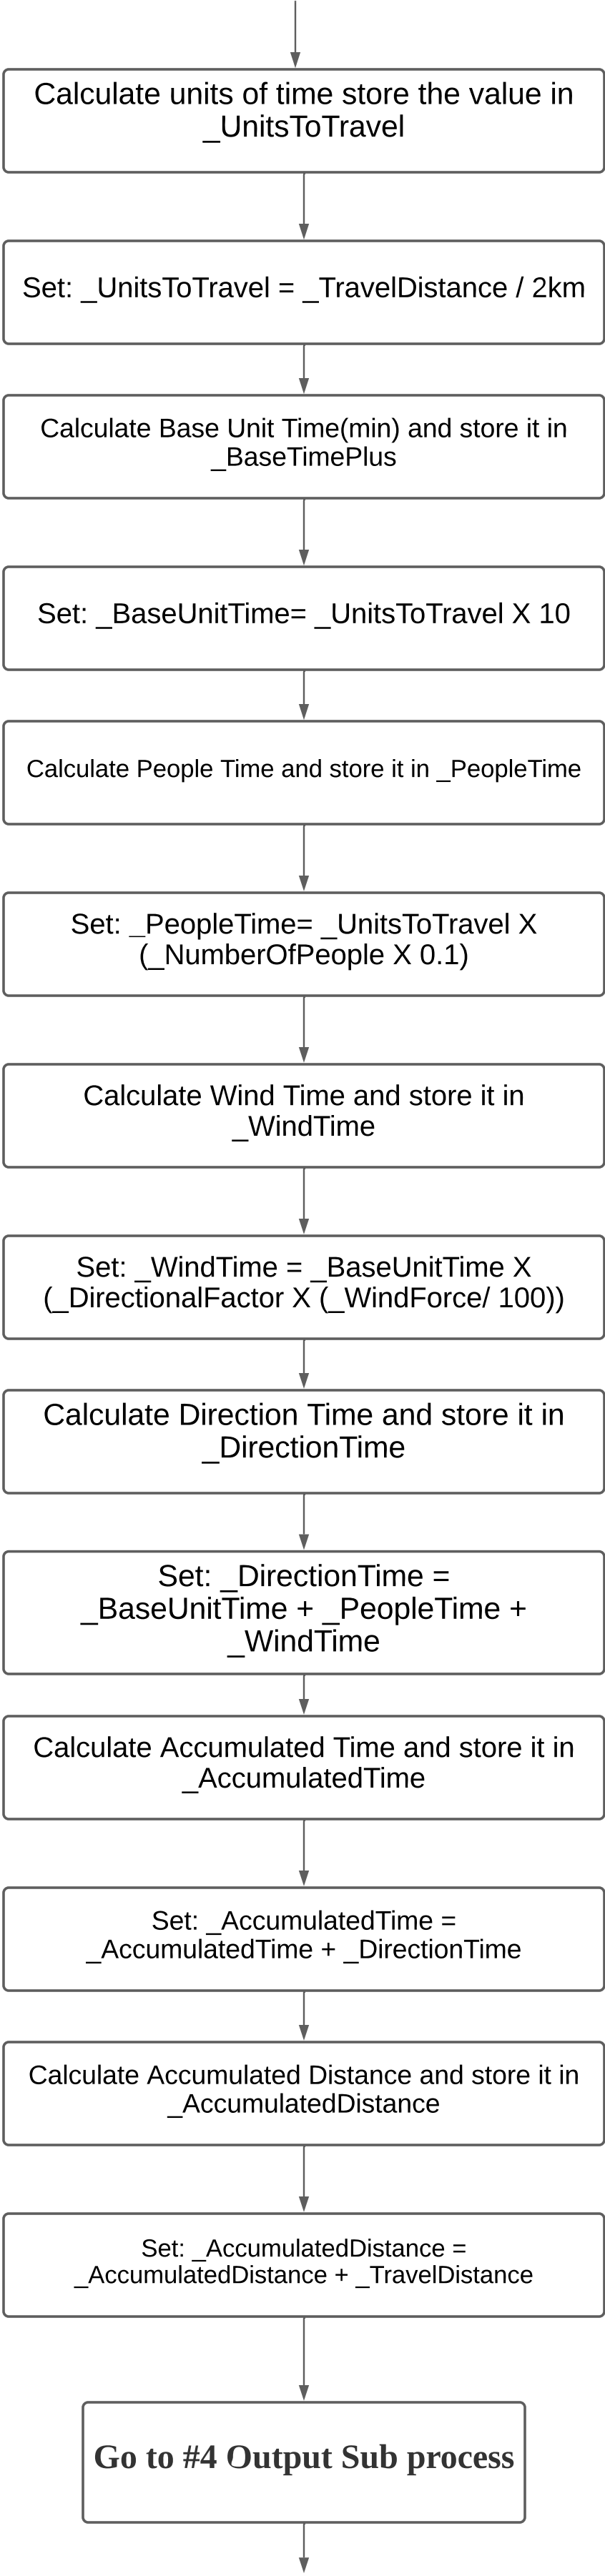 Calculate units of time store the value in
_UnitsToTravel
Set: _UnitsToTravel = _TravelDistance / 2km
Calculate Base Unit Time(min) and store it in
_BaseTimePlus
Set: _BaseUnitTime= _UnitsToTravel X 10
Calculate People Time and store it in _PeopleTime
Set: _PeopleTime= _UnitsToTravel X
(_NumberOfPeople X 0.1)
Calculate Wind Time and store it in
_WindTime
Set: _WindTime = _BaseUnitTime X
(_DirectionalFactor X (_WindForce/ 100))
Calculate Direction Time and store it in
_DirectionTime
Set: _DirectionTime =
_BaseUnitTime + _PeopleTime +
_WindTime
Calculate Accumulated Time and store it in
_AccumulatedTime
Set: _AccumulatedTime =
_AccumulatedTime + _DirectionTime
Calculate Accumulated Distance and store it in
_AccumulatedDistance
Set: _AccumulatedDistance =
_AccumulatedDistance + _TravelDistance
Go to #4 Output Sub process